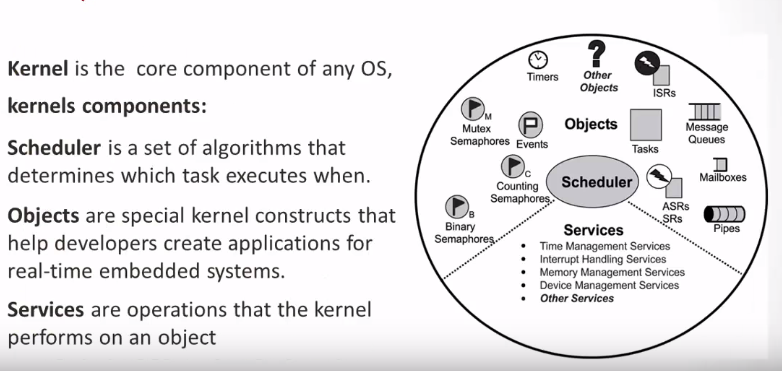 Kernel is the core component of any OS,
kernels components:
Scheduler is a set of algorithms that
determines which task executes when.
Objects are special kernel constructs that
help developers create applications for
real-time embedded systems.
Services are operations that the kernel
performs on an object
Timers
?
Other
Objects
ISRs
M
Mutex
Semaphores
Events
Objects
Tasks
Message
Queues
C
Counting
Semaphores
Scheduler
ASRs
SRs
Mailboxes
B
Binary
Semaphores
Pipes
Services
• Time Management Services
• Interrupt Handling Services
• Memory Management Services
• Device Management Services
• Other Services